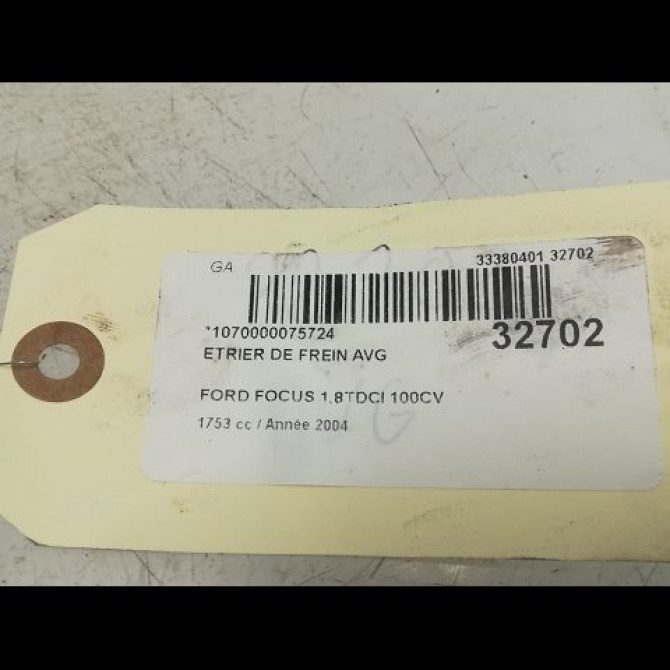 GA 33380401 32702
*1070000075724 32702
ETRIER DE FREIN AVG
FORD FOCUS 1.8TDCI 100CV
1753 cc / Année 2004